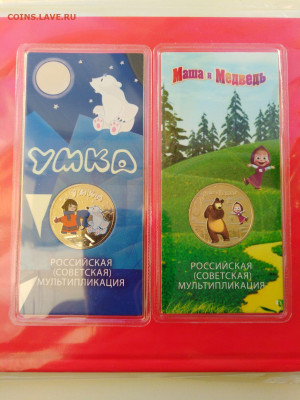 COINS.LAVE.RU
УМКА
РОССИЙСКАЯ
(СОВЕТСКАЯ)
МУЛЬТИПЛИКАЦИЯ
Маша и Медведь
РОССИЙСКАЯ
(СОВЕТСКАЯ)
МУЛЬТИПЛИКАЦИЯ